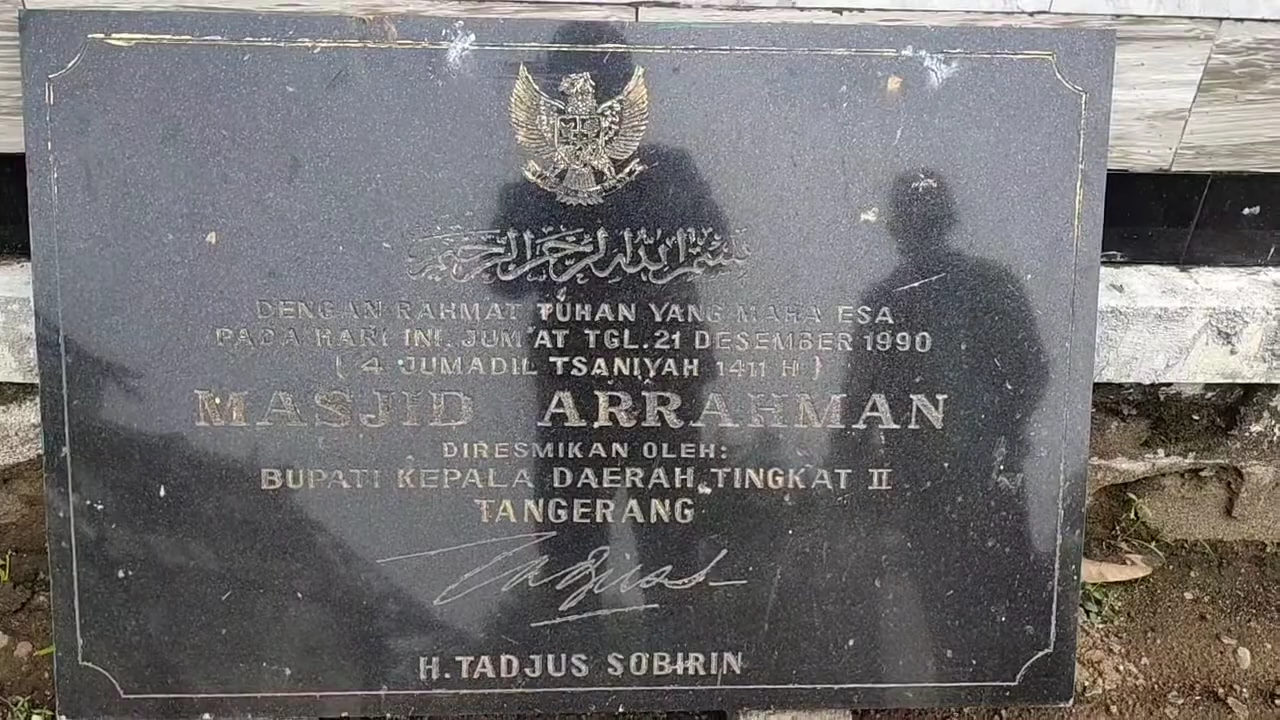 بسم الله الرحمن الرحيم
DENGAN RAHMAT TUHAN YANG MAHA ESA
PADA HARI INI, JUM'AT TGL.21 DESEMBER 1990
( 4 JUMADIL TSANIYAH 1411 H )
MASJID ARRAHMAN
DIRESMIKAN OLEH:
BUPATI KEPALA DAERAH TINGKAT II
TANGERANG
H.TADJUS SOBIRIN